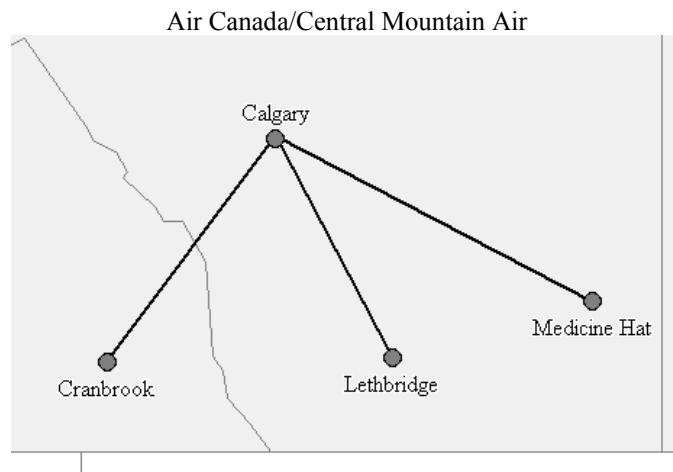 Air Canada/Central Mountain Air
Calgary
Medicine Hat
Cranbrook
Lethbridge